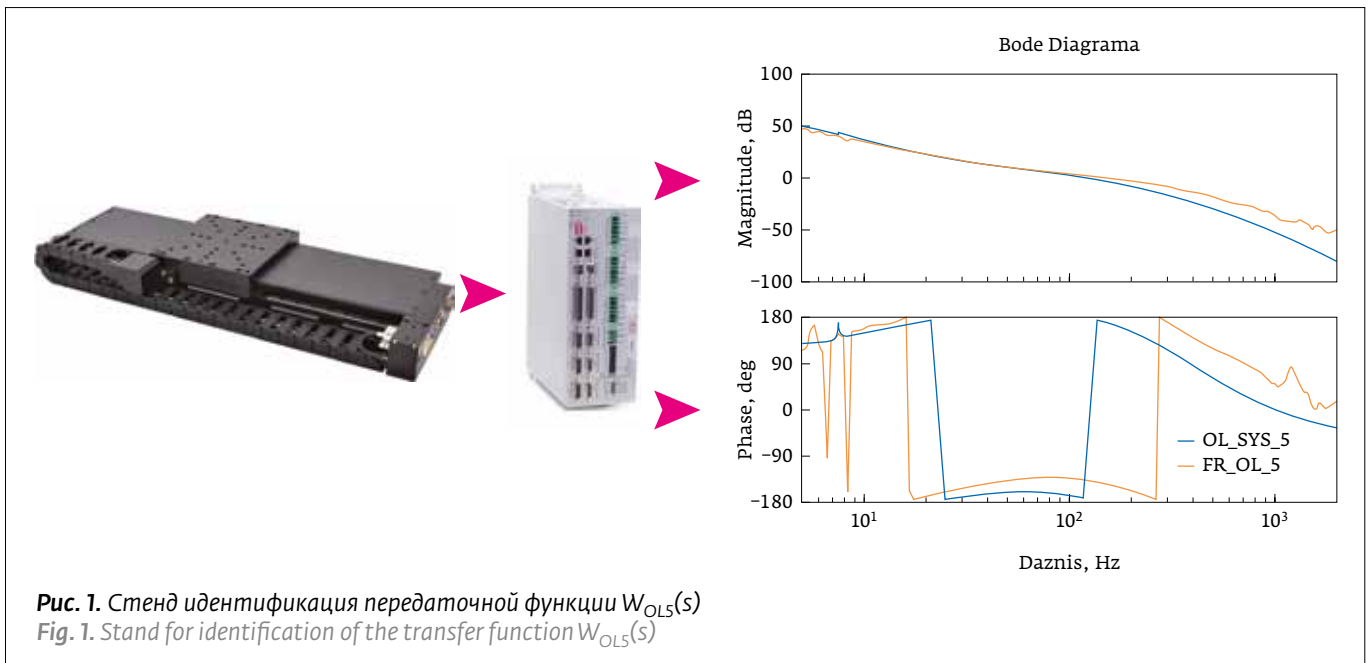 Bode Diagrama
Magnitude, dB
100
50
0
−50
−100
Phase, deg
180
90
0
−90
−180
OL_SYS_5
FR_OL_5
10¹
10²
10³
Daznis, Hz
Рис. 1. Стенд идентификация передаточной функции W_OL5(s)
Fig. 1. Stand for identification of the transfer function W_OL5(s)